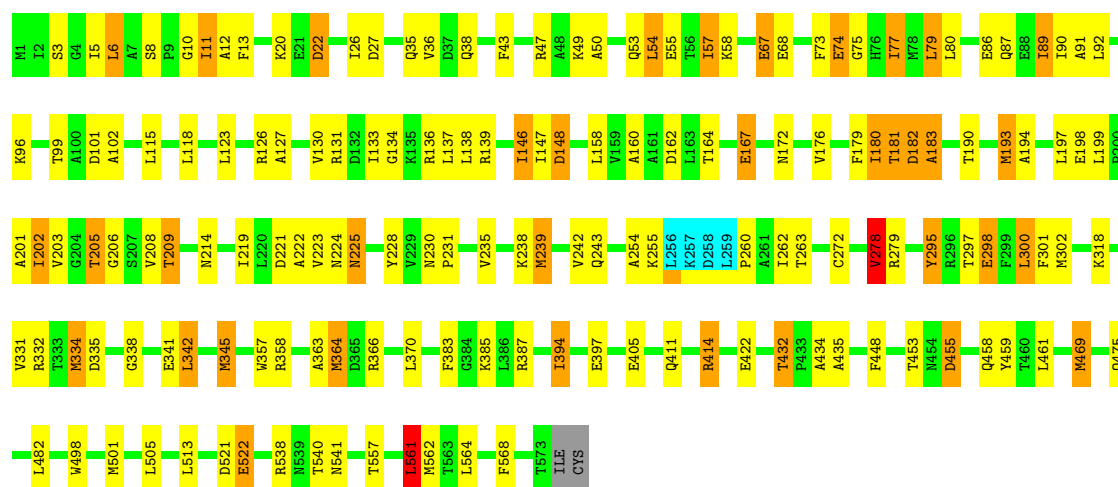 M1 I2 S3 G4 I5 L6 A7 S8 P9 G10 I11 A12 F13 K20 E21 D22 I26 D27 Q35 V36 D37 Q38 F43 R47 A48 K49 A50 Q53 L54 E55 T56 I57 K58 E67 E68 F73 E74 G75 H76 I77 M78 L79 L80 E86 Q87 E88 I89 I90 A91 L92
K96 T99 A100 D101 A102 L115 L118 L123 R126 A127 V130 R131 D132 I133 G134 K135 R136 L137 L138 R139 I146 I147 D148 L158 V159 A160 A161 D162 L163 T164 E167 N172 V176 F179 I180 T181 D182 A183 T190 M193 A194 L197 E198 L199 P200
A201 I202 V203 G204 T205 G206 S207 V208 T209 N214 I219 L220 D221 A222 V223 N224 N225 Y228 V229 N230 P231 V235 K238 M239 V242 Q243 A254 K255 L256 K257 D258 L259 P260 A261 I262 T263 C272 V278 R279 Y295 R296 T297 E298 F299 L300 F301 M302 K318
V331 R332 T333 M334 D335 G338 E341 L342 M345 W357 R358 A363 M364 D365 R366 L370 F383 G384 K385 L386 R387 I394 E397 E405 Q411 R414 E422 T432 P433 A434 A435 F448 T453 N454 D455 Q458 Y459 T460 L461 M469
L482 W498 M501 L505 L513 D521 E522 R538 N539 T540 N541 T557 L561 M562 T563 L564 F568 T573 ILE CYS